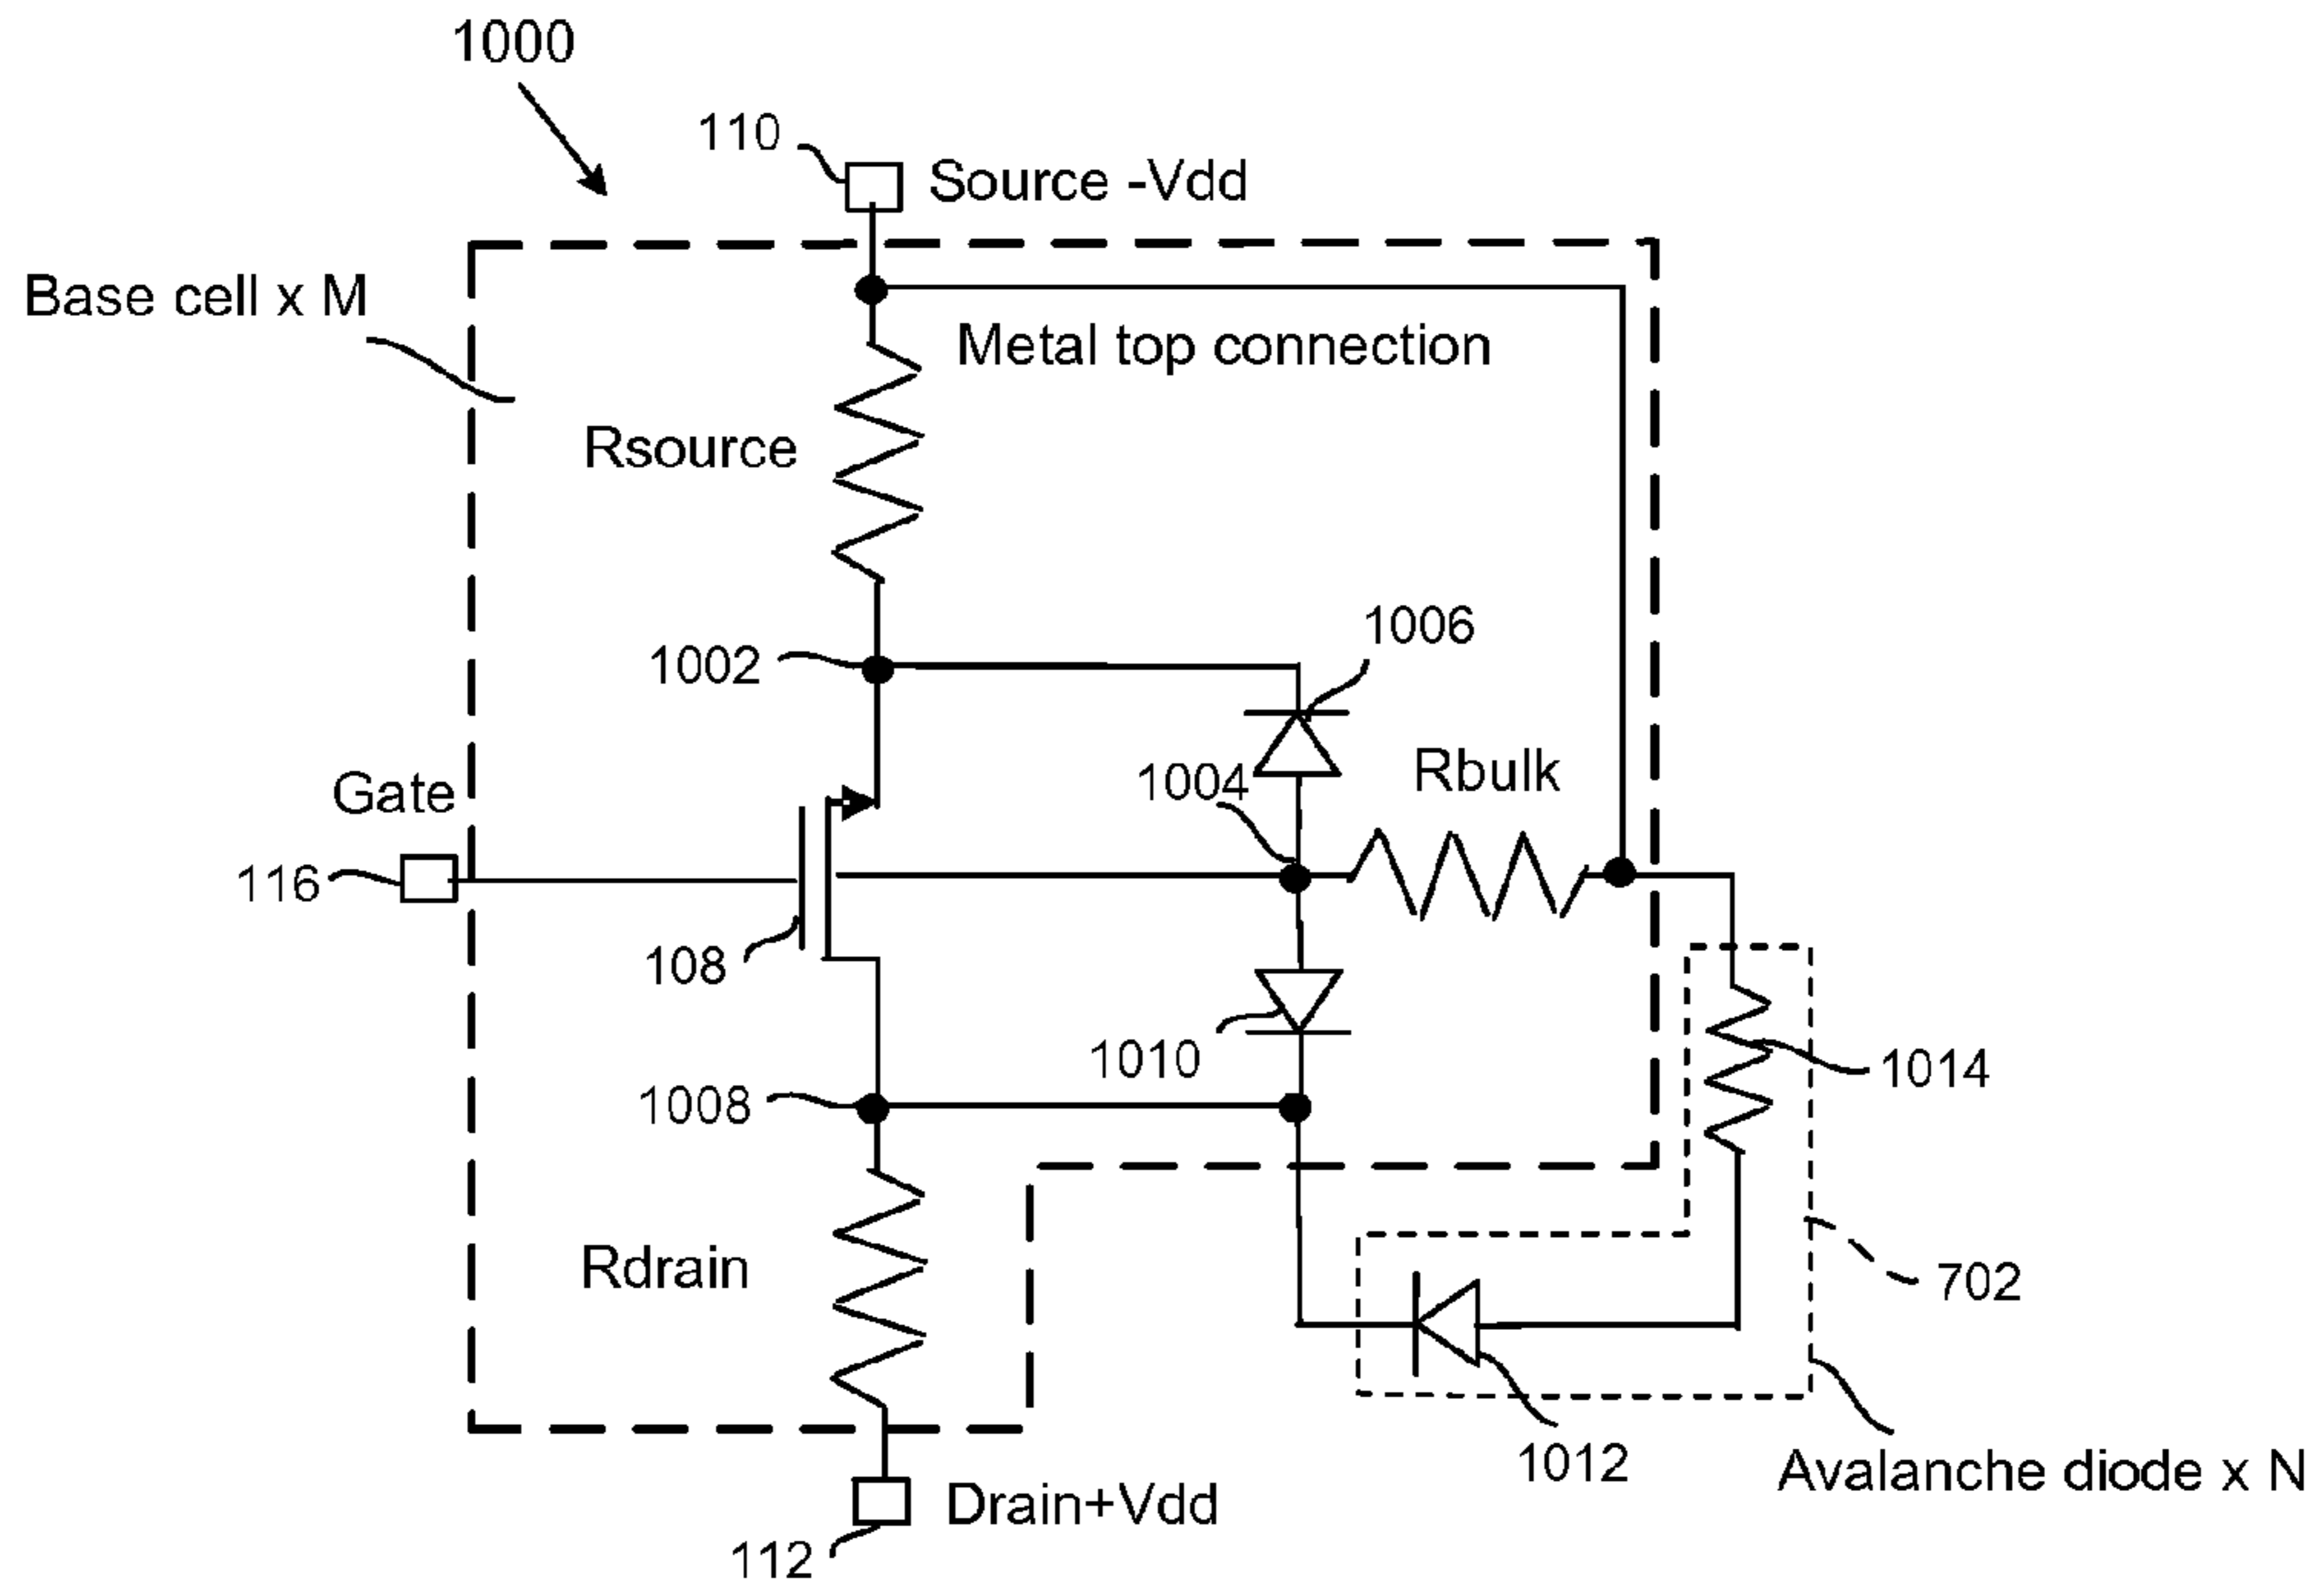 1000
110
Source -Vdd
Base cell x M
Metal top connection
Rsource
1006
1002
Rbulk
1004
Gate
116
108
1010
1014
1008
Rdrain
702
1012
Avalanche diode x N
Drain+Vdd
112